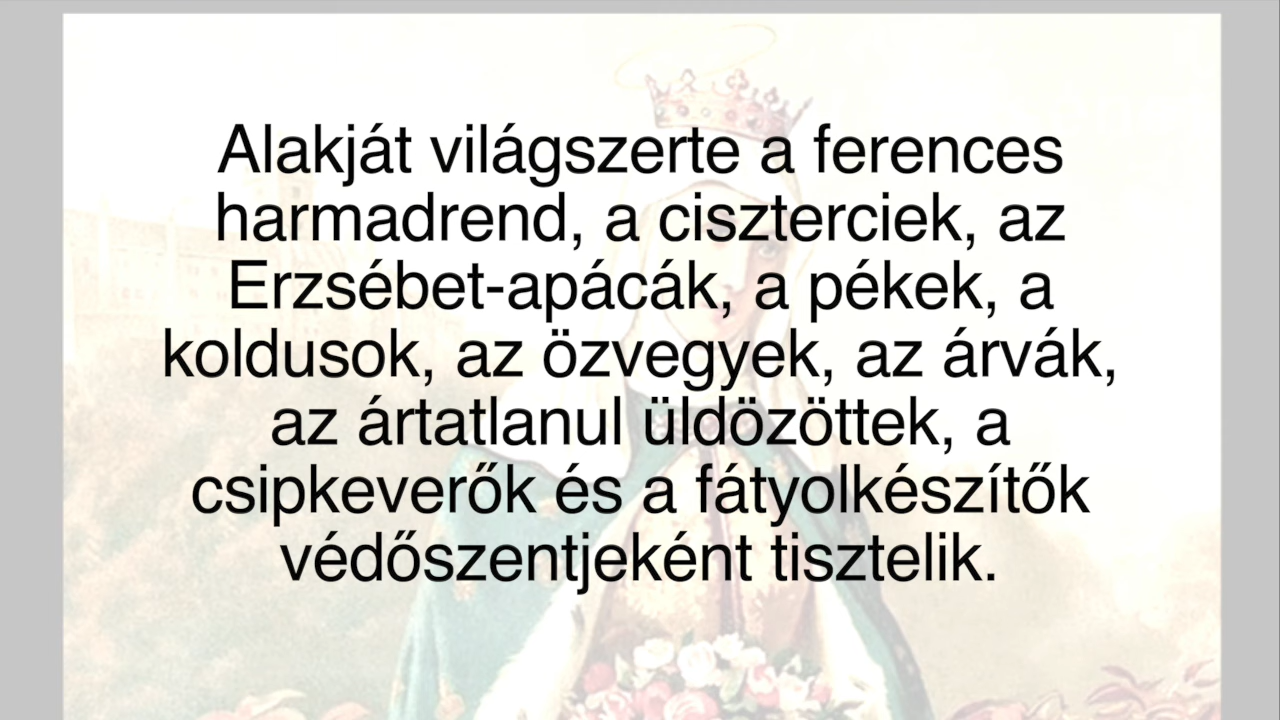 Alakját világszerte a ferences
harmadrend, a ciszterciek, az
Erzsébet-apácák, a pékek, a
koldusok, az özvegyek, az árvák,
az ártatlanul üldözöttek, a
csipkeverők és a fátyolkészítők
védőszentjeként tisztelik.